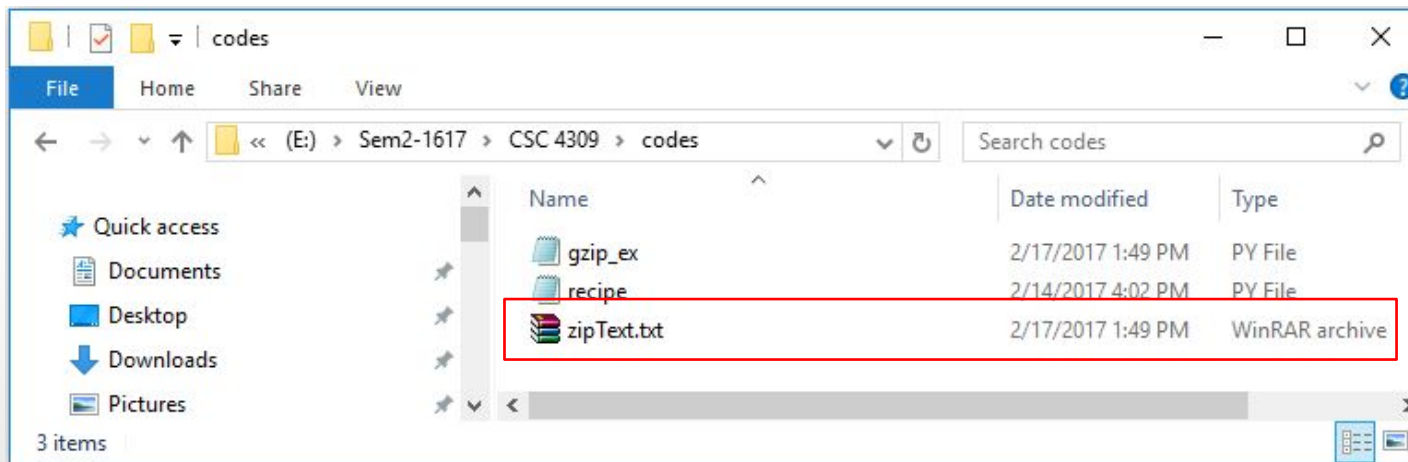 codes
File Home Share View
« (E:) > Sem2-1617 > CSC 4309 > codes Search codes
Name Date modified Type
Quick access
gzip_ex 2/17/2017 1:49 PM PY File
Documents
recipe 2/14/2017 4:02 PM PY File
Desktop
zipText.txt 2/17/2017 1:49 PM WinRAR archive
Downloads
Pictures
3 items